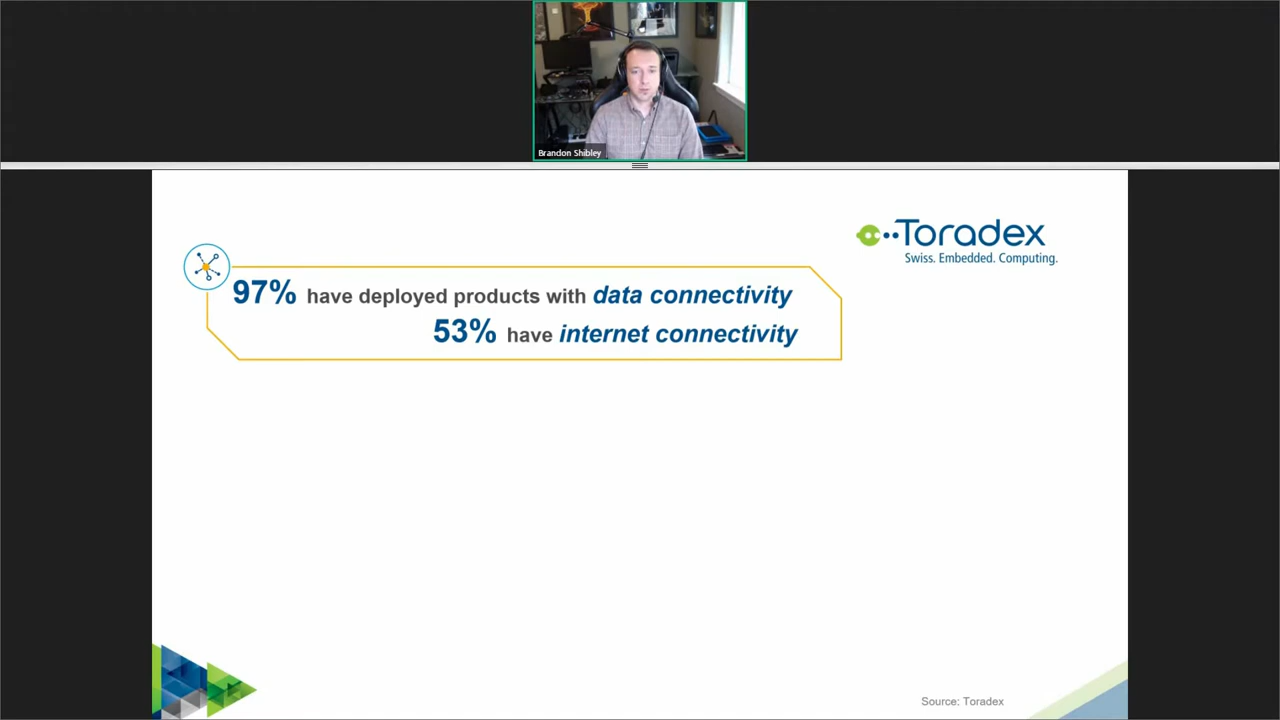 Brandon Shibley
Toradex
Swiss. Embedded. Computing.
97% have deployed products with data connectivity
53% have internet connectivity
Source: Toradex